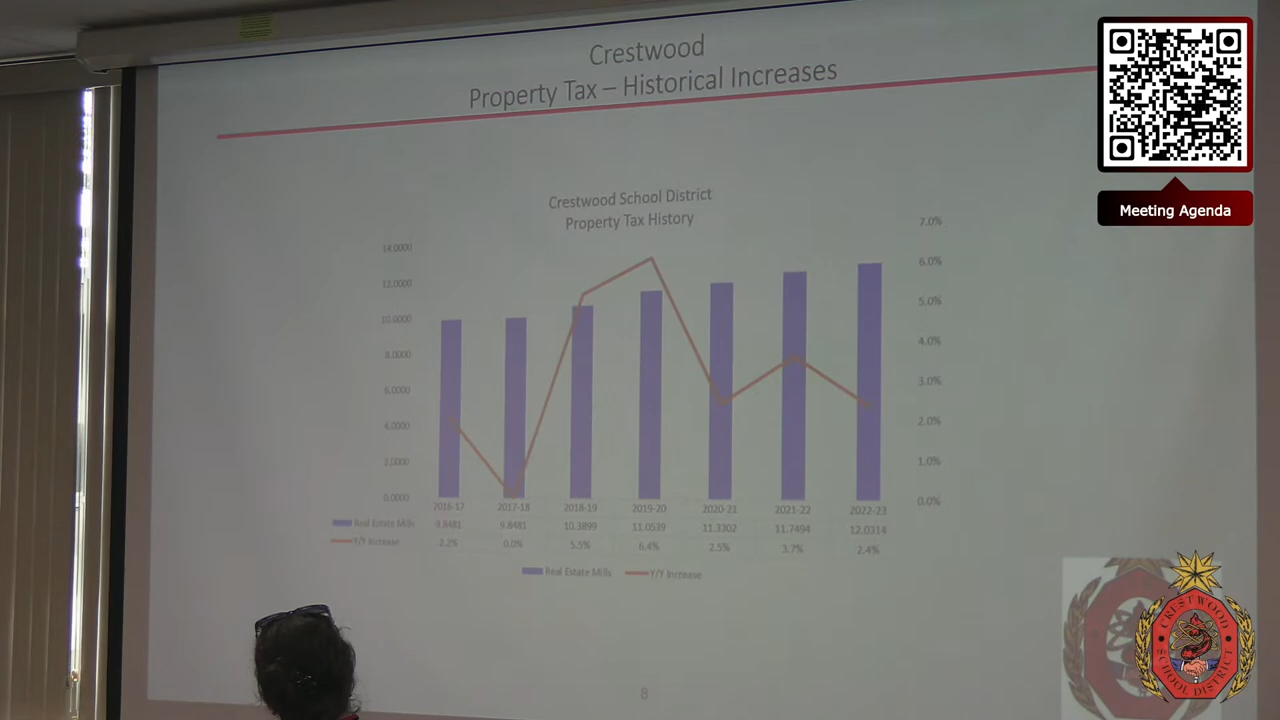 Crestwood
Property Tax – Historical Increases
Meeting Agenda
Crestwood School District
Property Tax History
14.0000
12.0000
10.0000
8.0000
6.0000
4.0000
2.0000
0.0000
7.0%
6.0%
5.0%
4.0%
3.0%
2.0%
1.0%
0.0%
2016-17 2017-18 2018-19 2019-20 2020-21 2021-22 2022-23
Real Estate Mills 9.8481 9.8481 10.3899 11.0539 11.3302 11.7494 12.0314
Y/Y Increase 2.2% 0.0% 5.5% 6.4% 2.5% 3.7% 2.4%
Real Estate Mills Y/Y Increase
8
CRESTWOOD
SCHOOL DISTRICT